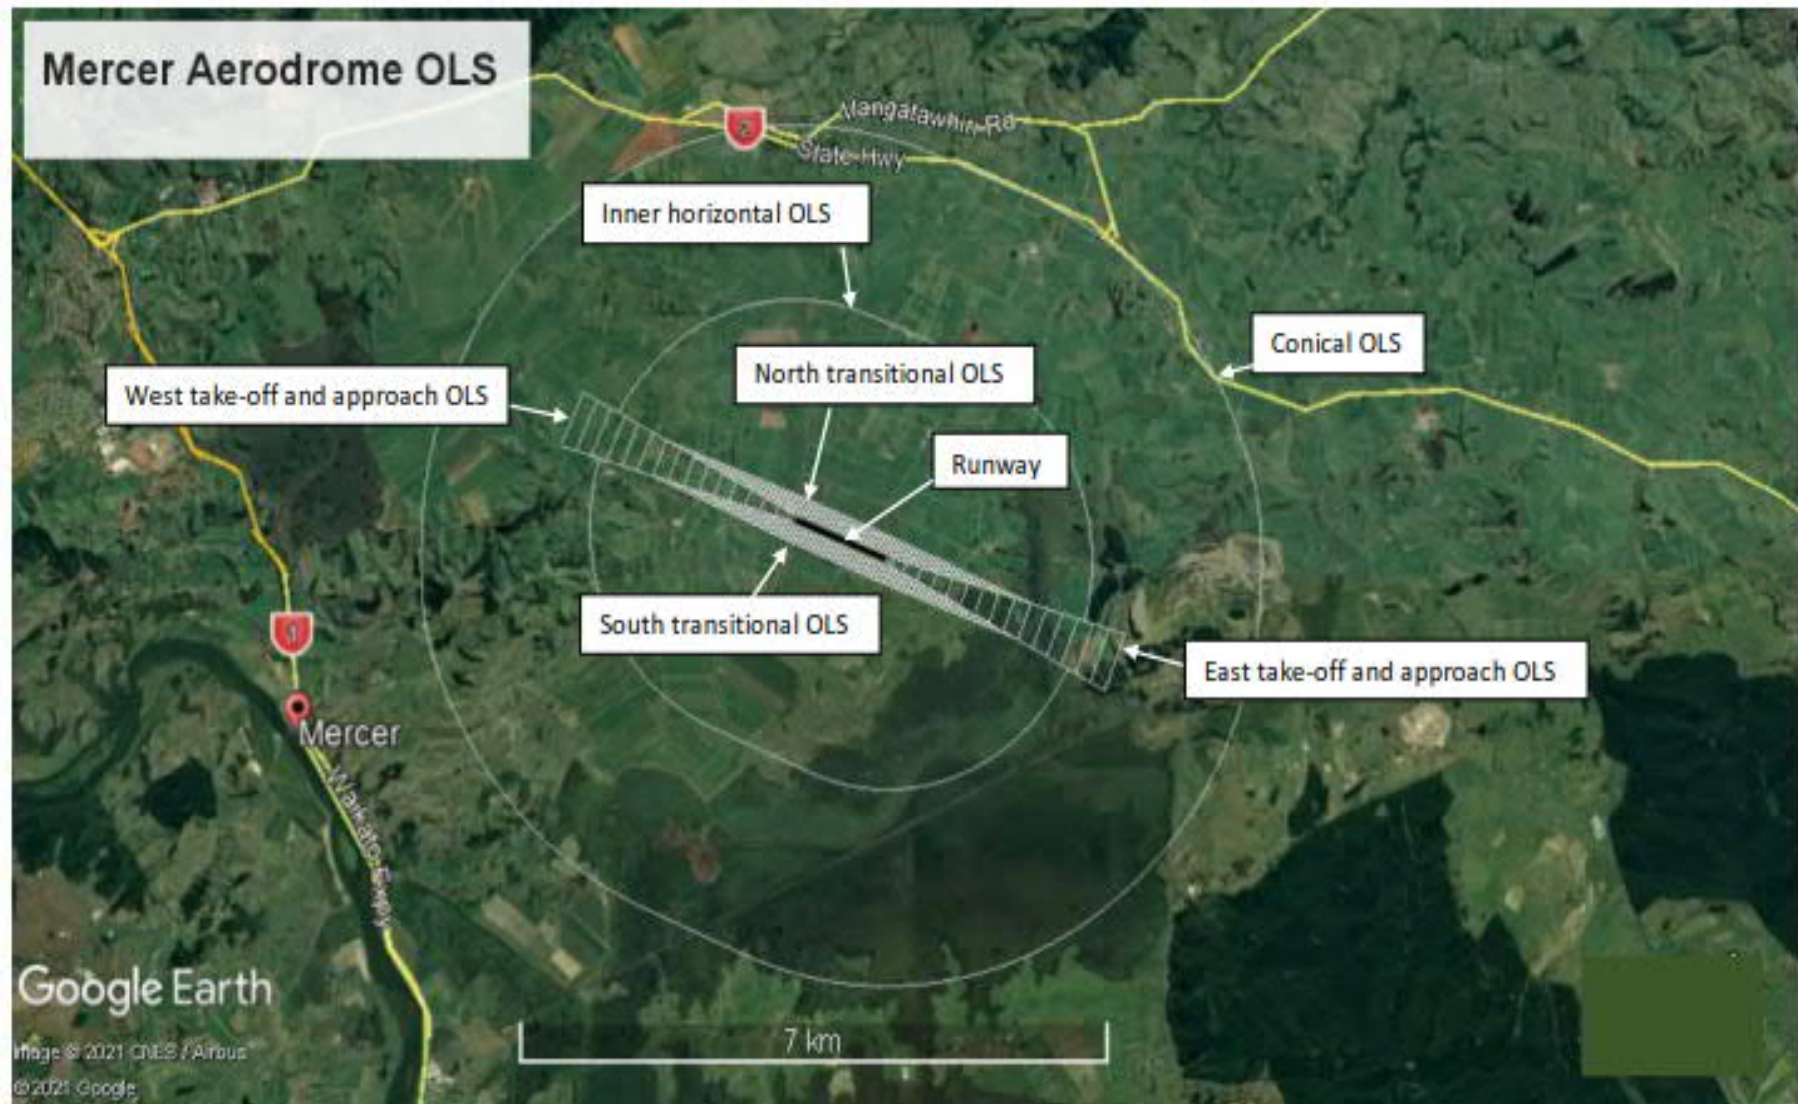 Mercer Aerodrome OLS
2
Mangatawhiri Rd
State Hwy
Inner horizontal OLS
Conical OLS
North transitional OLS
West take-off and approach OLS
Runway
South transitional OLS
1
East take-off and approach OLS
Mercer
Waikato Expy
Google Earth
7 km
Image © 2021 CNES / Airbus
© 2021 Google